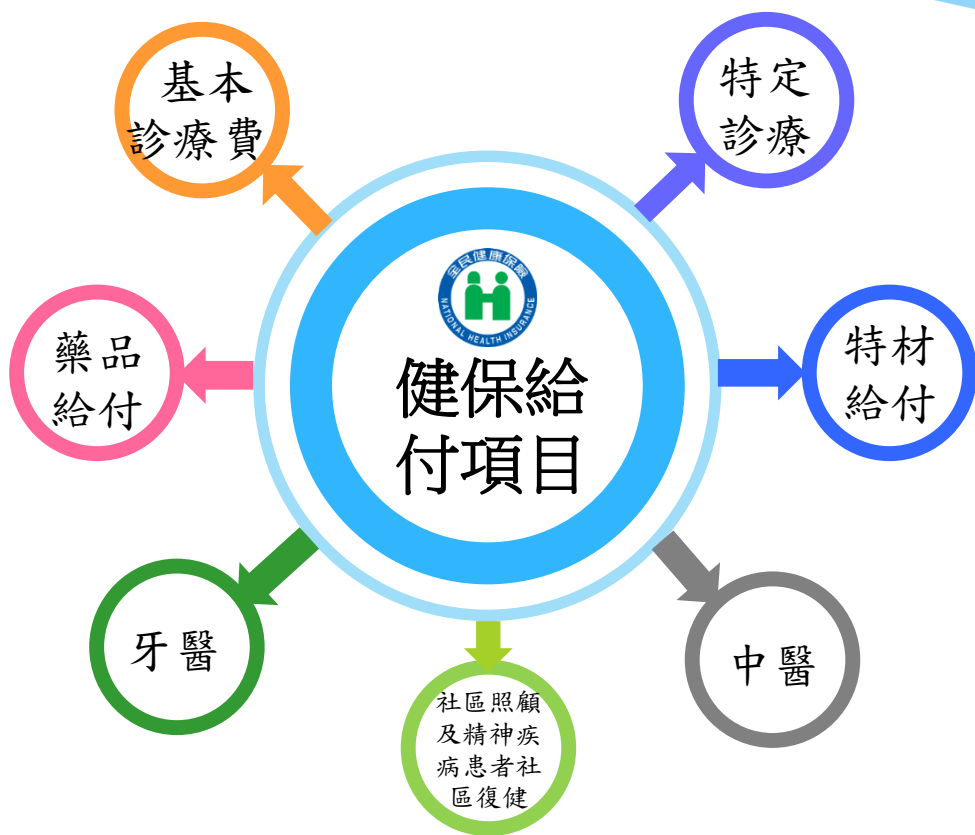 基本
診療費
特定
診療
全民健康保險
NATIONAL HEALTH INSURANCE
健保給
付項目
藥品
給付
特材
給付
牙醫
中醫
社區照顧
及精神疾
病患者社
區復健